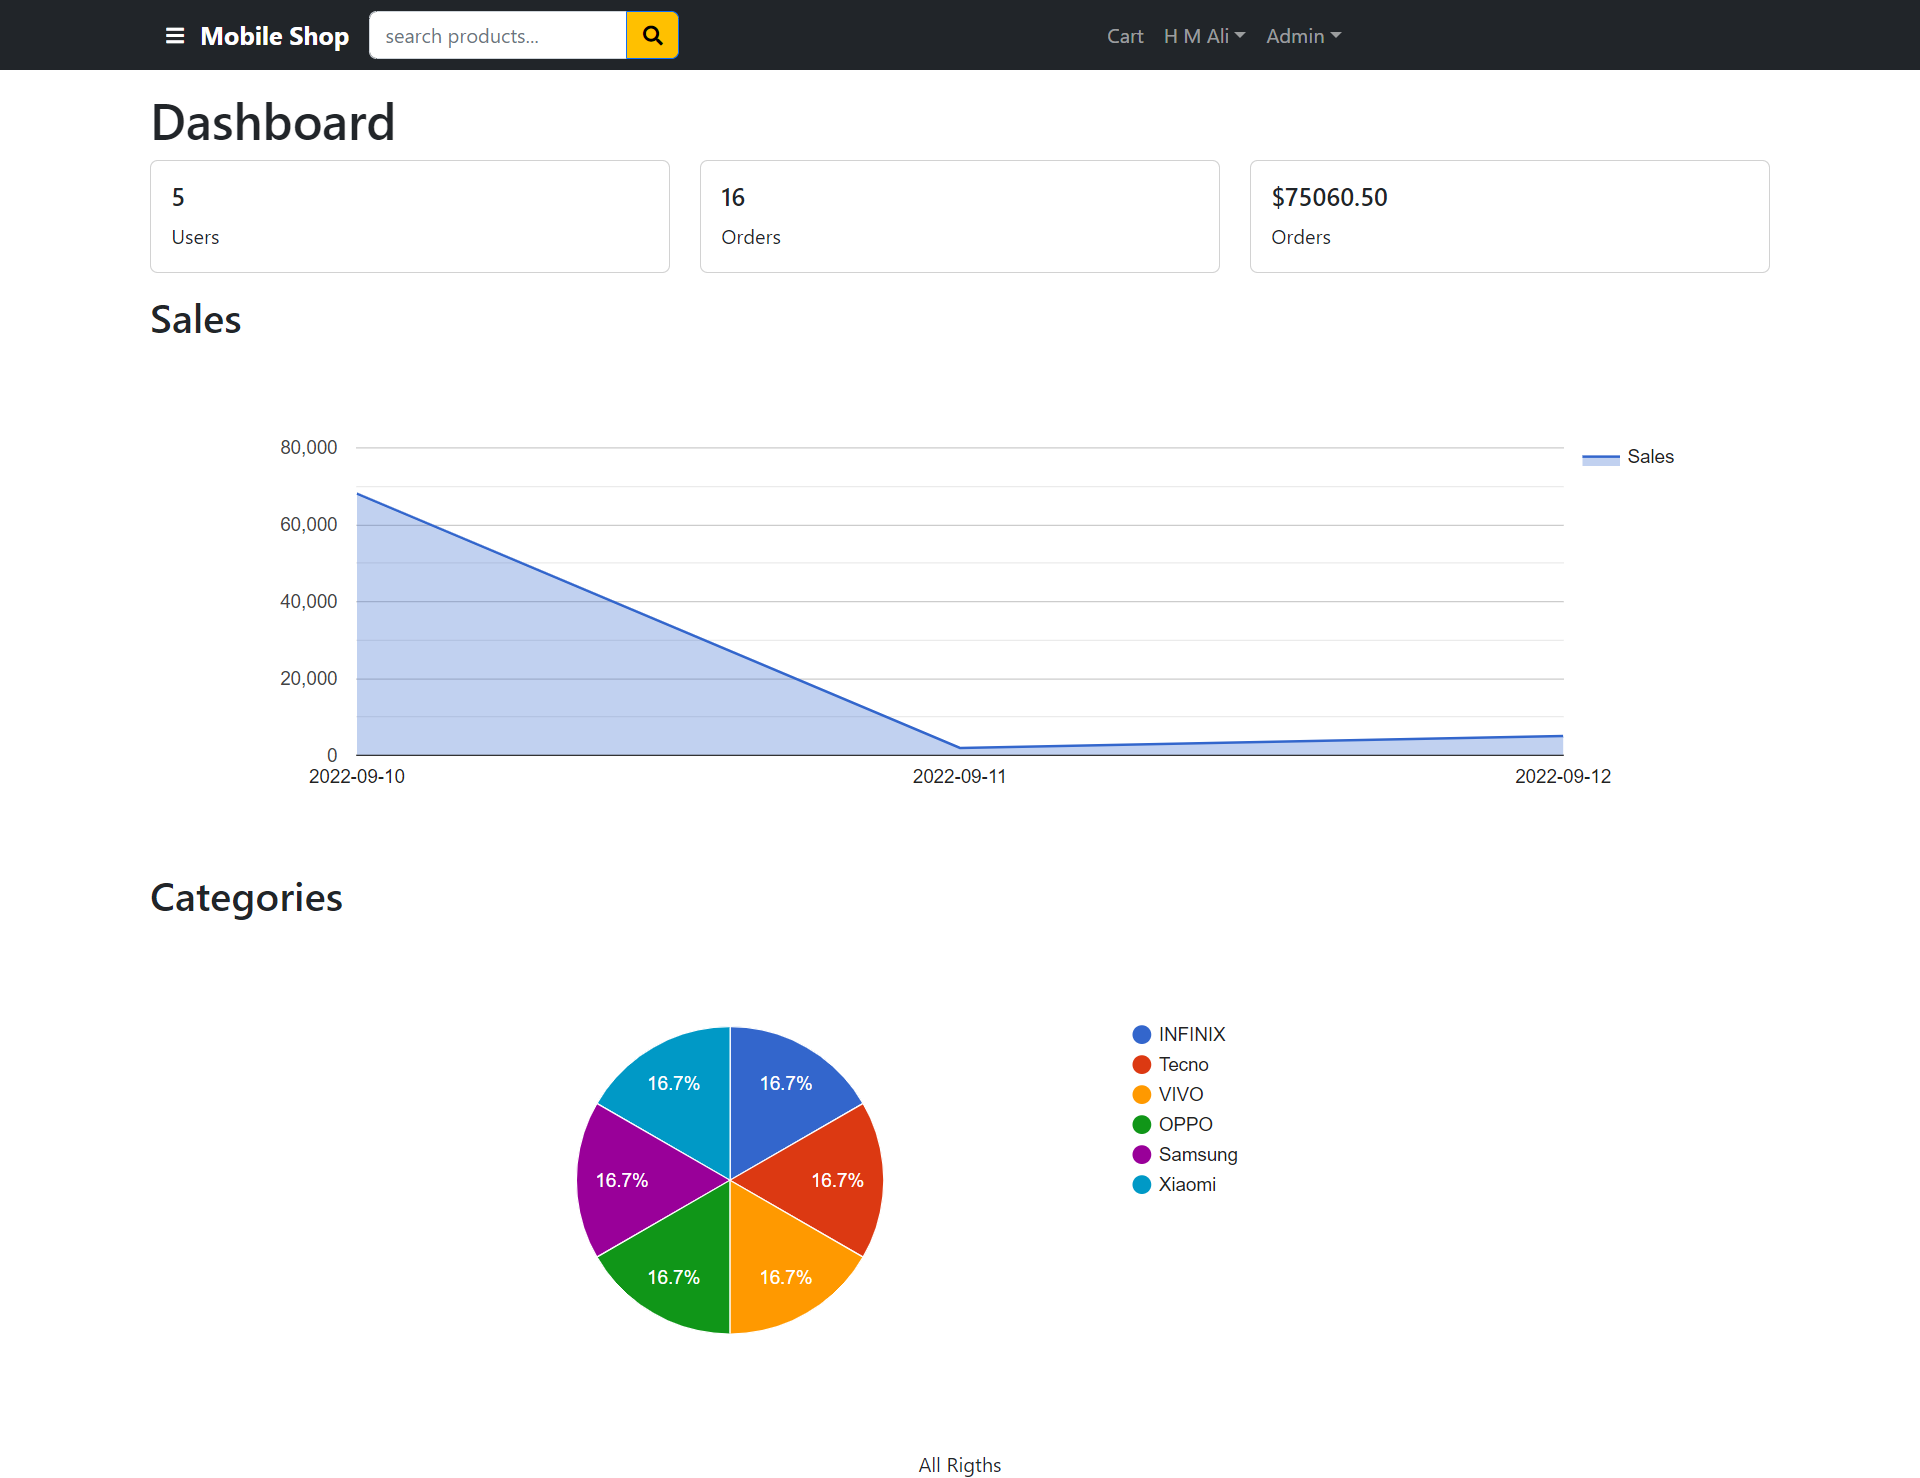 Mobile Shop search products... Cart H M Ali Admin
Dashboard
5
Users
16
Orders
$75060.50
Orders
Sales
80,000
60,000
40,000
20,000
0
2022-09-10 2022-09-11 2022-09-12
Sales
Categories
16.7%
16.7%
16.7%
16.7%
16.7%
16.7%
INFINIX
Tecno
VIVO
OPPO
Samsung
Xiaomi
All Rigths